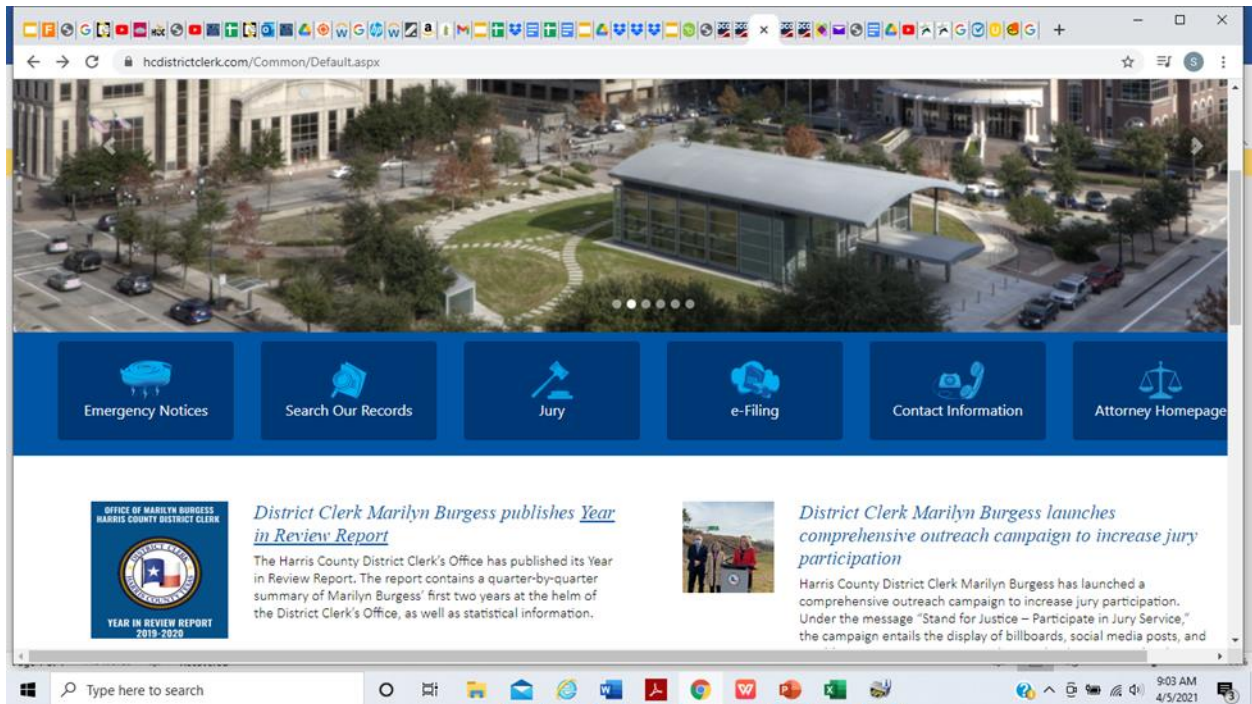 hcdistrictclerk.com/Common/Default.aspx
S
Emergency Notices
Search Our Records
Jury
e-Filing
Contact Information
Attorney Homepage
OFFICE OF MARILYN BURGESS
HARRIS COUNTY DISTRICT CLERK
DISTRICT CLERK
HARRIS COUNTY TEXAS
YEAR IN REVIEW REPORT
2019-2020
District Clerk Marilyn Burgess publishes Year
in Review Report
The Harris County District Clerk's Office has published its Year
in Review Report. The report contains a quarter-by-quarter
summary of Marilyn Burgess' first two years at the helm of
the District Clerk's Office, as well as statistical information.
District Clerk Marilyn Burgess launches
comprehensive outreach campaign to increase jury
participation
Harris County District Clerk Marilyn Burgess has launched a
comprehensive outreach campaign to increase jury participation.
Under the message "Stand for Justice – Participate in Jury Service,"
the campaign entails the display of billboards, social media posts, and
Type here to search
9:03 AM
4/5/2021